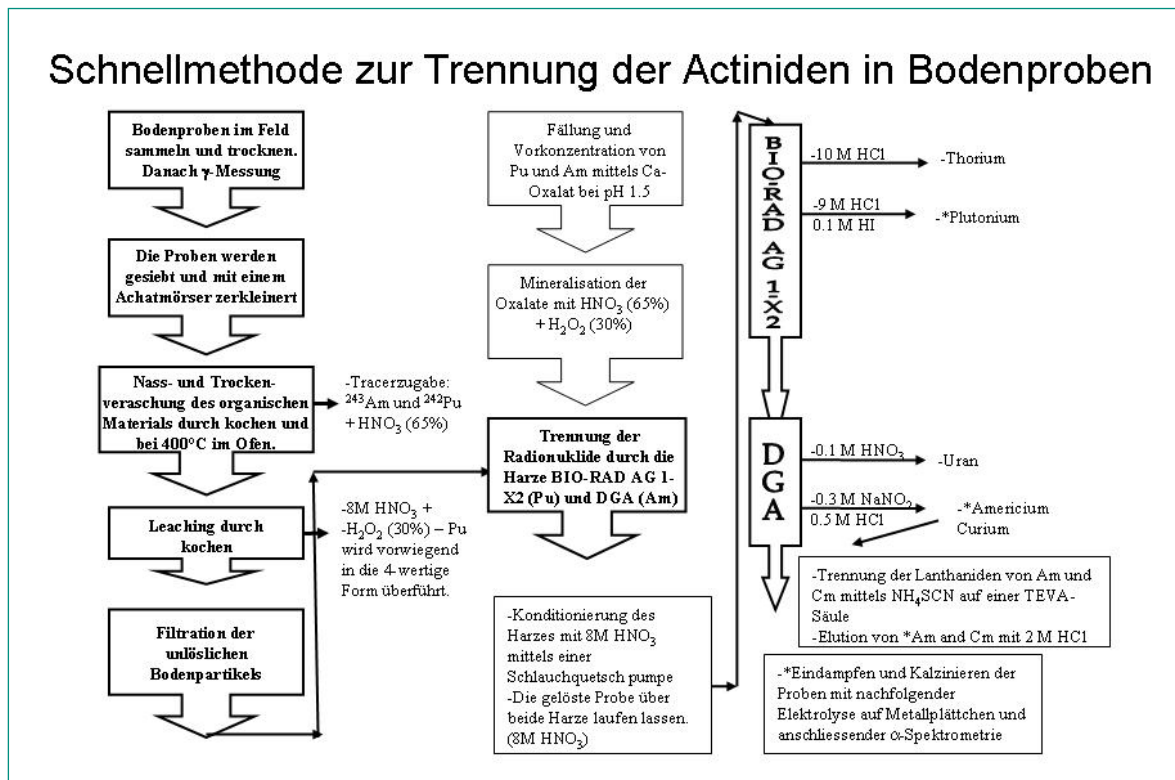 Schnellmethode zur Trennung der Actiniden in Bodenproben
Bodenproben im Feld
sammeln und trocknen.
Danach γ-Messung
Die Proben werden
gesiebt und mit einem
Achatmörser zerkleinert
Nass- und Trocken-
veraschung des organischen
Materials durch kochen und
bei 400°C im Ofen.
-Tracerzugabe:
²⁴³Am und ²⁴²Pu
+ HNO₃ (65%)
Leaching durch
kochen
-8M HNO₃ +
-H₂O₂ (30%) – Pu
wird vorwiegend
in die 4-wertige
Form überführt.
Filtration der
unlöslichen
Bodenpartikels
Fällung und
Vorkonzentration von
Pu und Am mittels Ca-
Oxalat bei pH 1.5
Mineralisation der
Oxalate mit HNO₃ (65%)
+ H₂O₂ (30%)
Trennung der
Radionuklide durch die
Harze BIO-RAD AG 1-
X2 (Pu) und DGA (Am)
-Konditionierung des
Harzes mit 8M HNO₃
mittels einer
Schlauchquetsch pumpe
-Die gelöste Probe über
beide Harze laufen lassen.
(8M HNO₃)
BIO-RAD AG 1-X2
-10 M HCl
-Thorium
-9 M HCl
0.1 M HI
-*Plutonium
DGA
-0.1 M HNO₃
-Uran
-0.3 M NaNO₂
0.5 M HCl
-*Americium
Curium
-Trennung der Lanthaniden von Am und
Cm mittels NH₄SCN auf einer TEVA-
Säule
-Elution von *Am and Cm mit 2 M HCl
-*Eindampfen und Kalzinieren der
Proben mit nachfolgender
Elektrolyse auf Metallplättchen und
anschliessender α-Spektrometrie